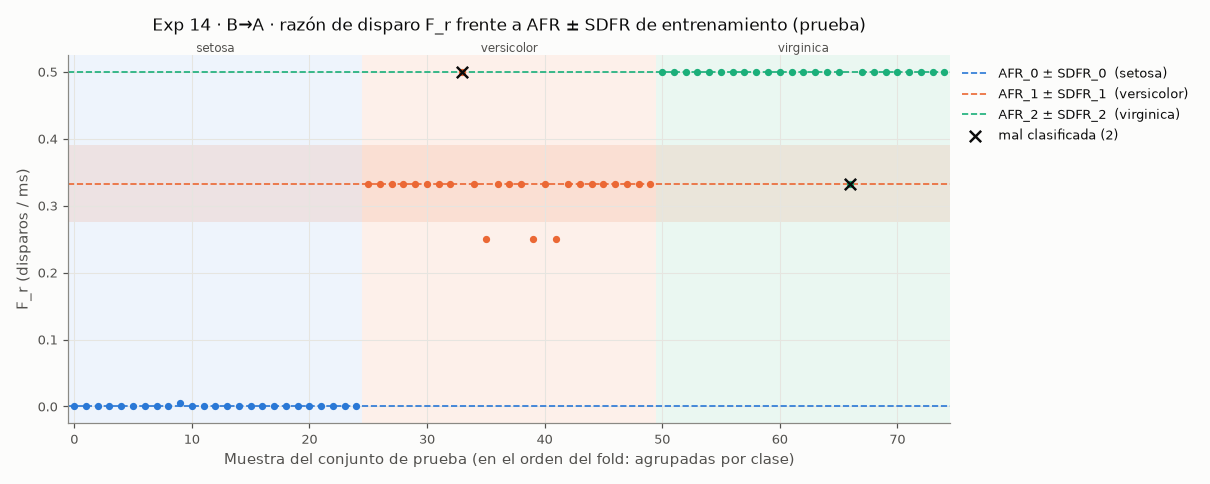 Exp 14 · B→A · razón de disparo F_r frente a AFR ± SDFR de entrenamiento (prueba)
setosa versicolor virginica
AFR_0 ± SDFR_0 (setosa)
AFR_1 ± SDFR_1 (versicolor)
AFR_2 ± SDFR_2 (virginica)
mal clasificada (2)
F_r (disparos / ms)
0.5
0.4
0.3
0.2
0.1
0.0
0 10 20 30 40 50 60 70
Muestra del conjunto de prueba (en el orden del fold: agrupadas por clase)